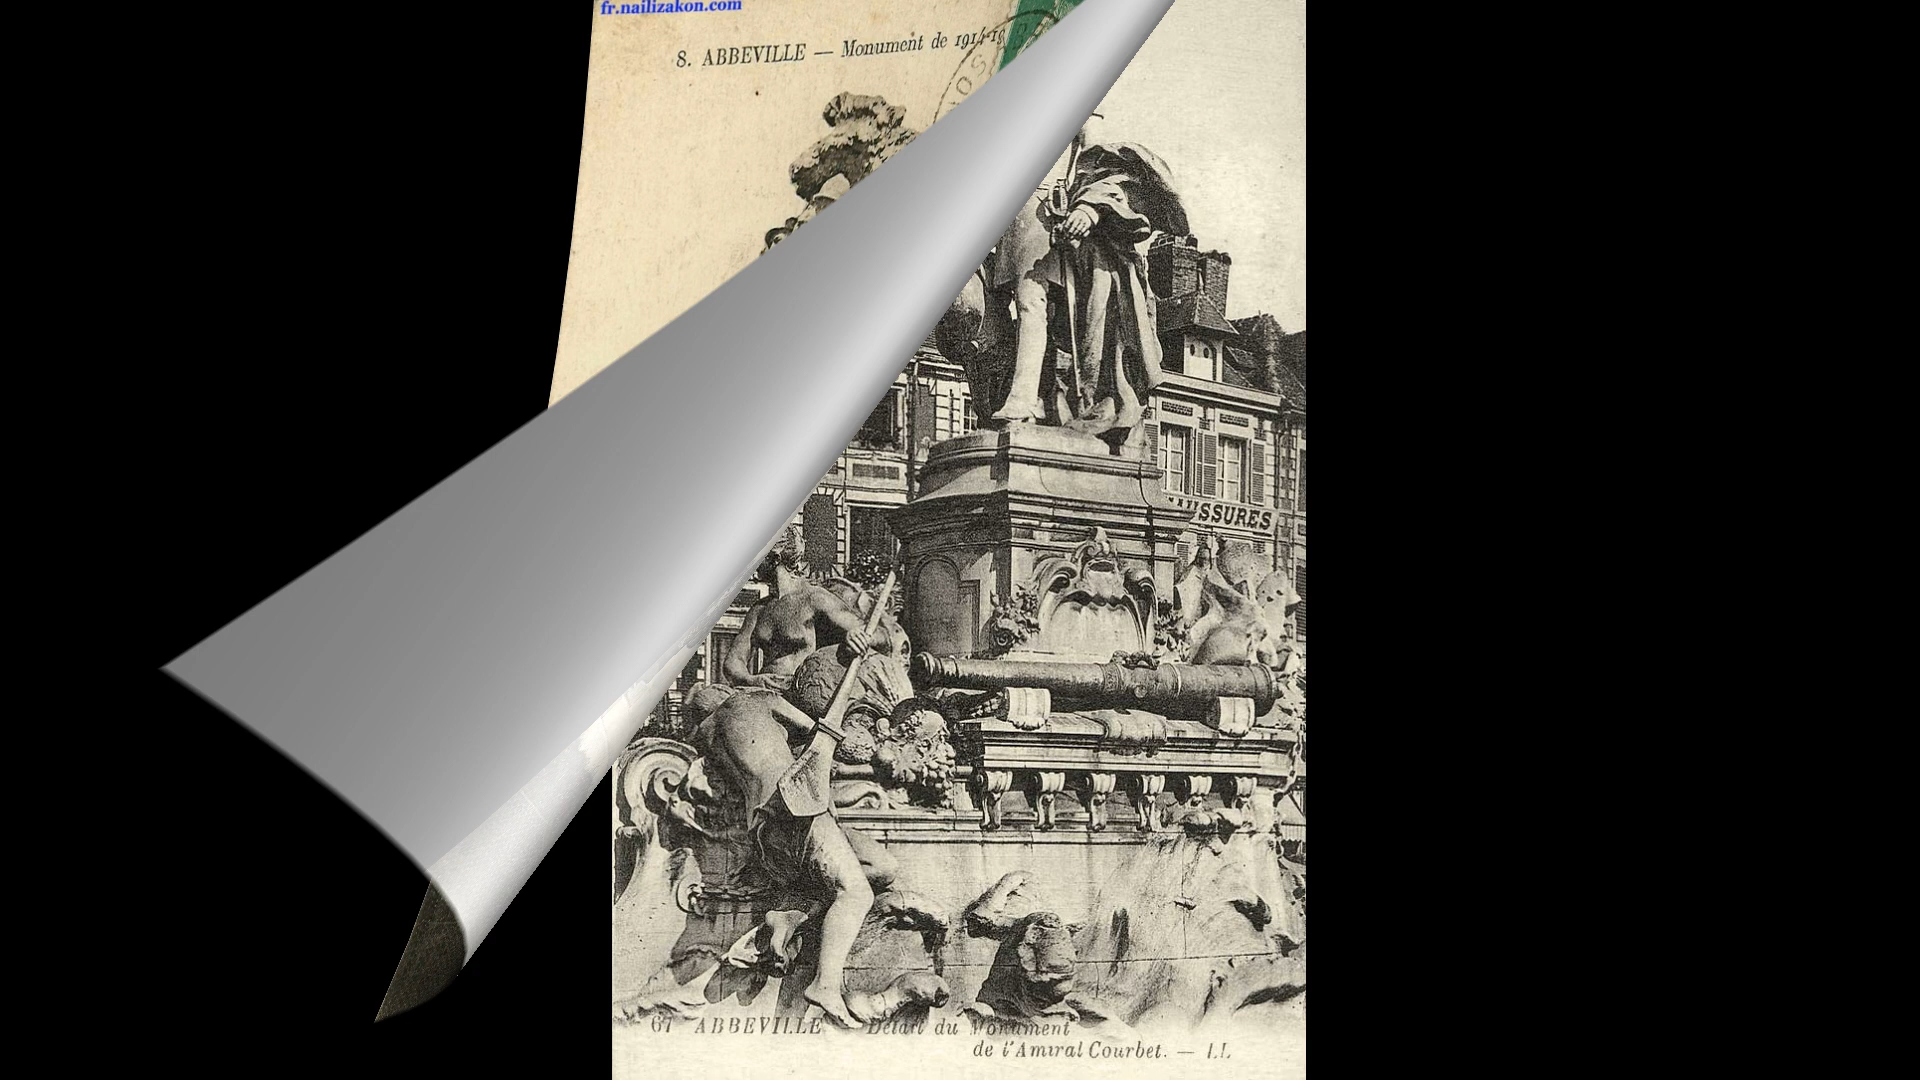 fr.nailizakon.com
8. ABBEVILLE — Monument de 1914-19
SSURES
67 ABBEVILLE — Détail du Monument
de l'Amiral Courbet. — LL